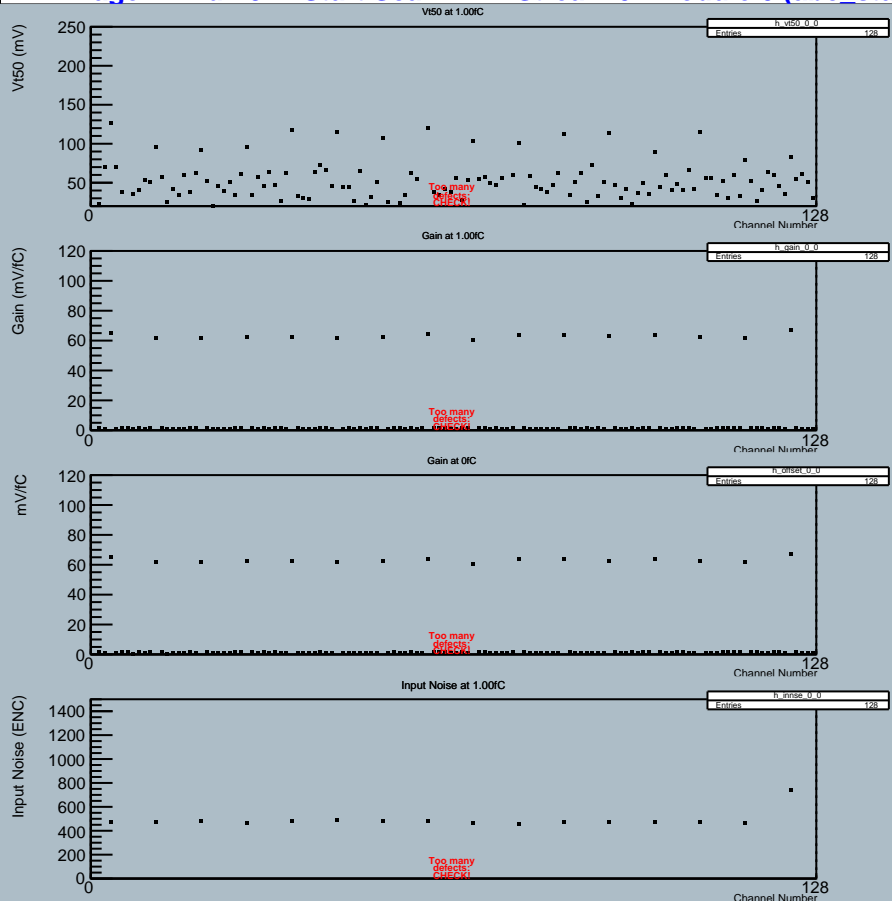 Vt50 at 1.00fC
h_vt50_0_0
Entries 128
Vt50 (mV)
250
200
150
100
50
Too many
defects:
CHECK!
0
128
Channel Number
Gain at 1.00fC
h_gain_0_0
Entries 128
Gain (mV/fC)
120
100
80
60
40
20
0
Too many
defects:
CHECK!
0
128
Channel Number
Gain at 0fC
h_offset_0_0
Entries 128
mV/fC
120
100
80
60
40
20
0
Too many
defects:
CHECK!
0
128
Channel Number
Input Noise at 1.00fC
h_innse_0_0
Entries 128
Input Noise (ENC)
1400
1200
1000
800
600
400
200
0
Too many
defects:
CHECK!
0
128
Channel Number